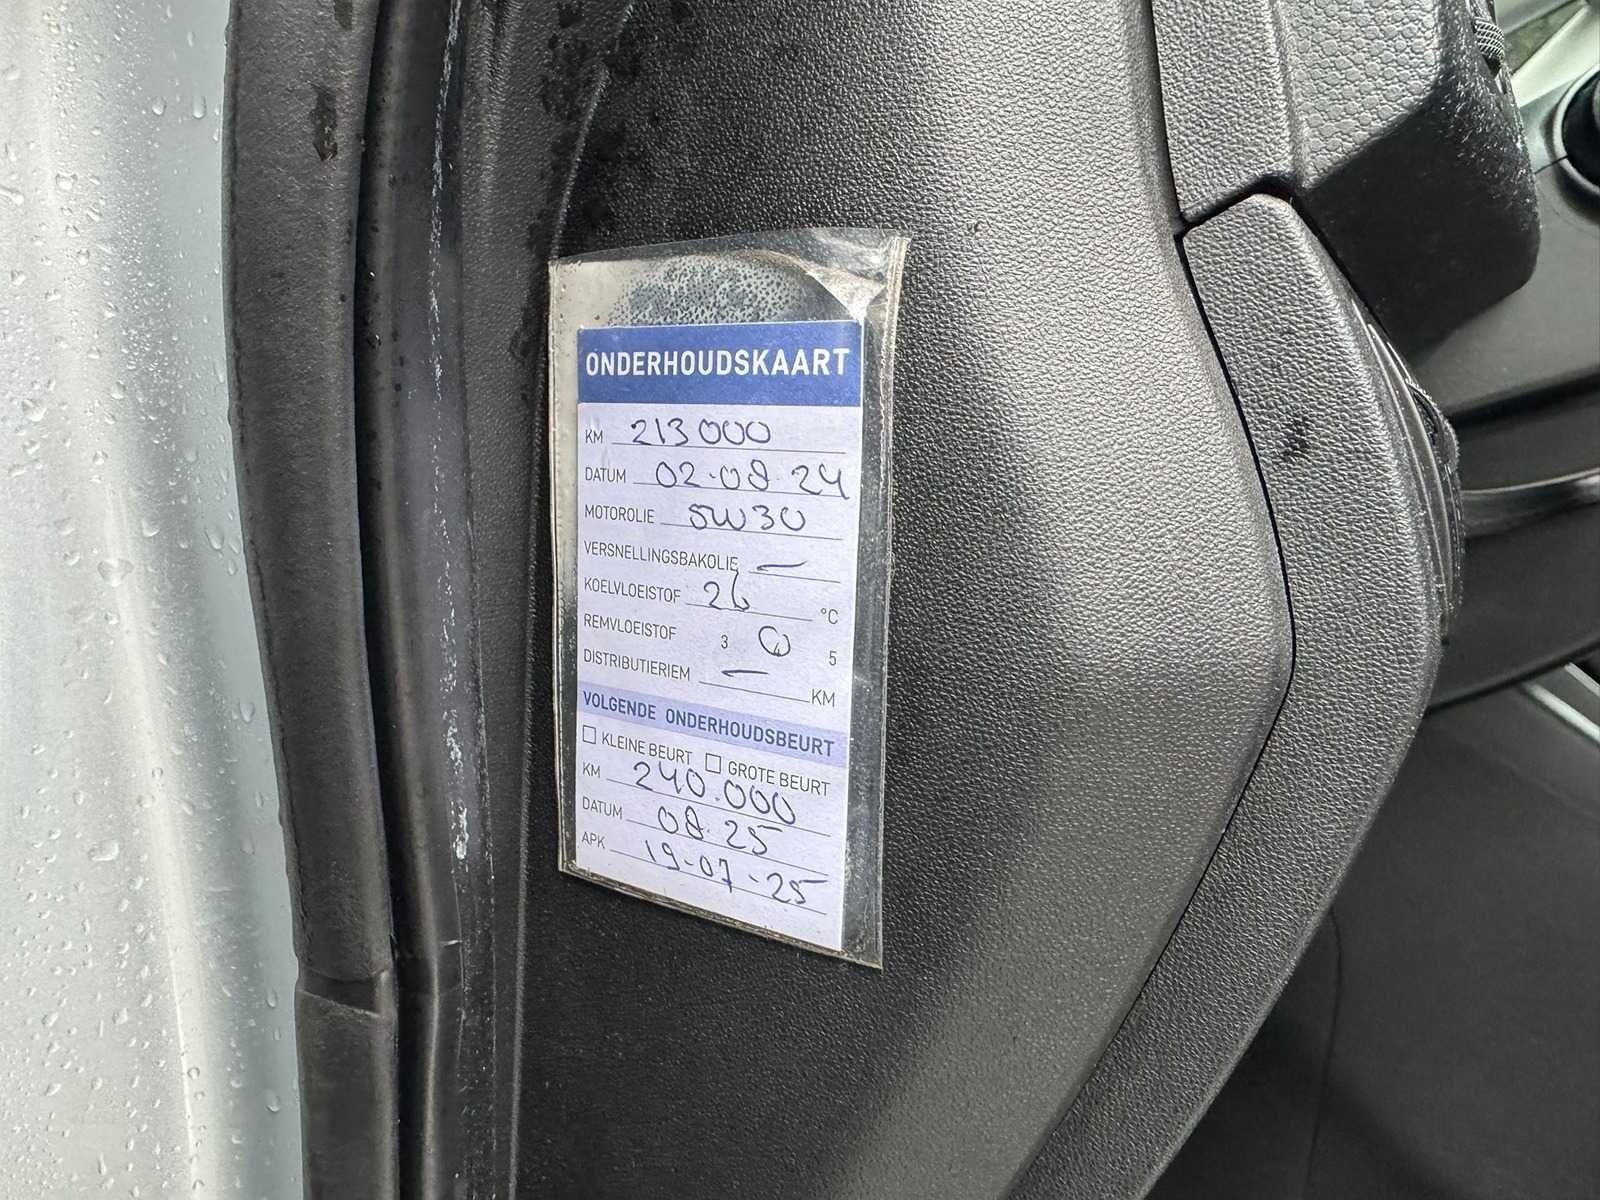 ONDERHOUDSKAART
KM 213000
DATUM 02-08-24
MOTOROLIE 5W30
VERSNELLINGSBAKOLIE —
KOELVLOEISTOF 26 °C
REMVLOEISTOF 3 4 5
DISTRIBUTIERIEM — KM
VOLGENDE ONDERHOUDSBEURT
☐ KLEINE BEURT ☐ GROTE BEURT
KM 240.000
DATUM 08-25
APK 19-07-25